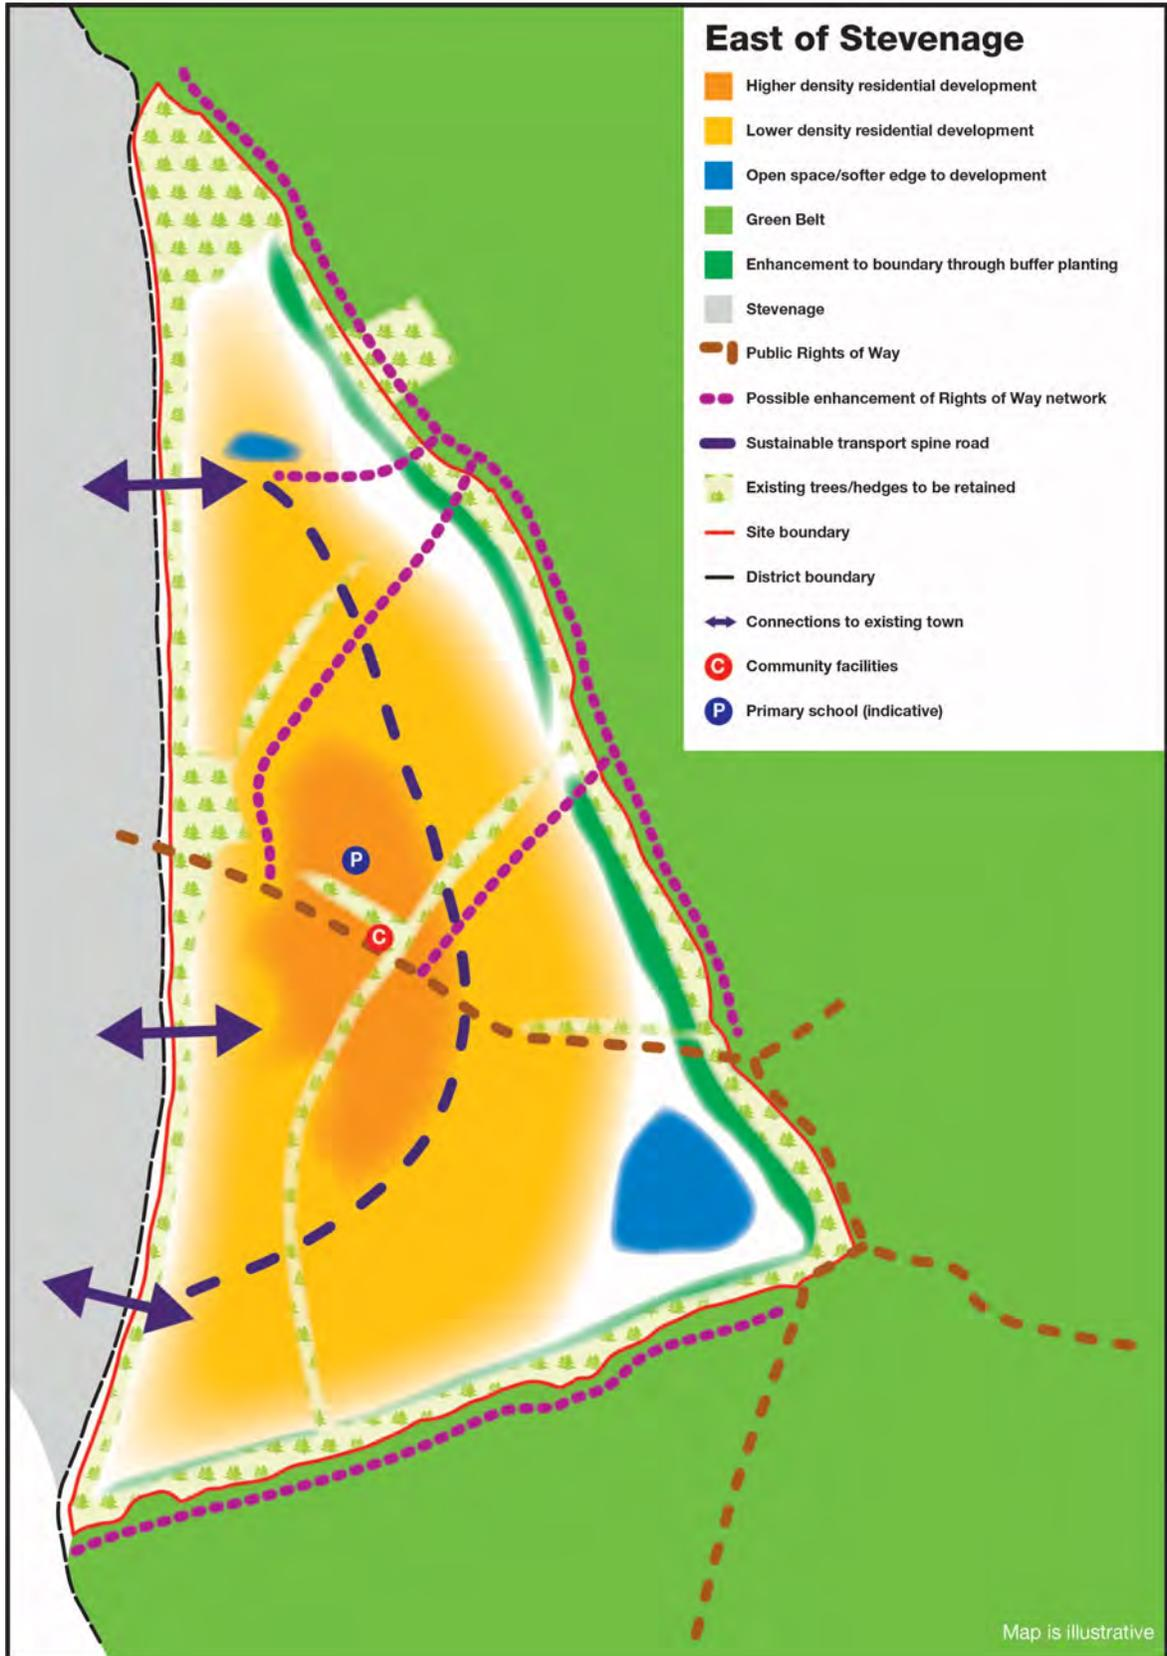 East of Stevenage
Higher density residential development
Lower density residential development
Open space/softer edge to development
Green Belt
Enhancement to boundary through buffer planting
Stevenage
Public Rights of Way
Possible enhancement of Rights of Way network
Sustainable transport spine road
Existing trees/hedges to be retained
Site boundary
District boundary
Connections to existing town
C Community facilities
P Primary school (indicative)
P
C
Map is illustrative